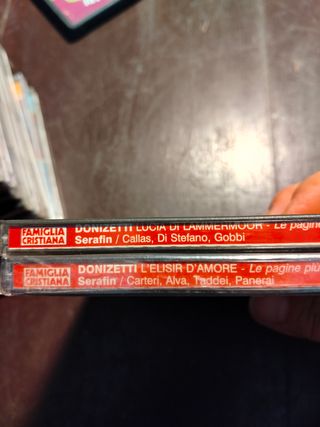 FAMIGLIA
CRISTIANA
DONIZETTI LUCIA DI LAMMERMOOR - Le pagine
Serafin / Callas, Di Stefano, Gobbi
FAMIGLIA
CRISTIANA
DONIZETTI L'ELISIR D'AMORE - Le pagine più
Serafin / Carteri, Alva, Taddei, Panerai